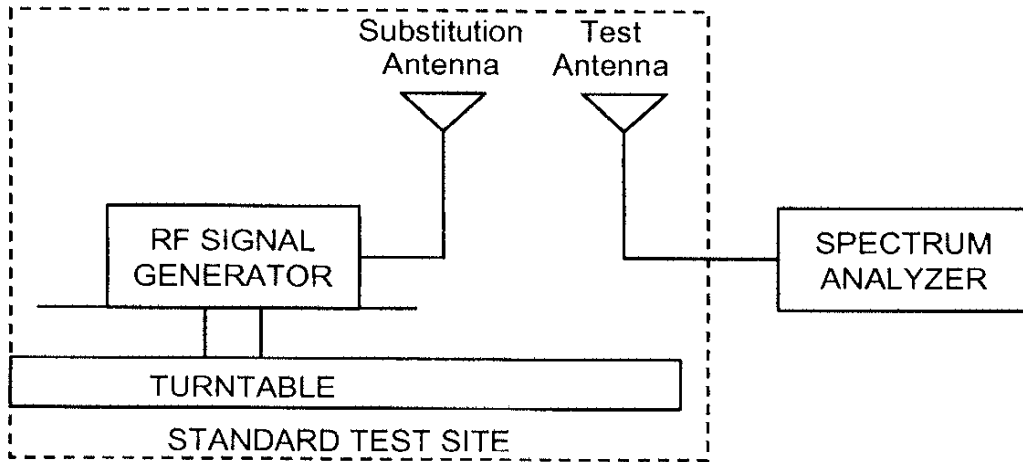 Substitution
Antenna
Test
Antenna
RF SIGNAL
GENERATOR
SPECTRUM
ANALYZER
TURNTABLE
STANDARD TEST SITE